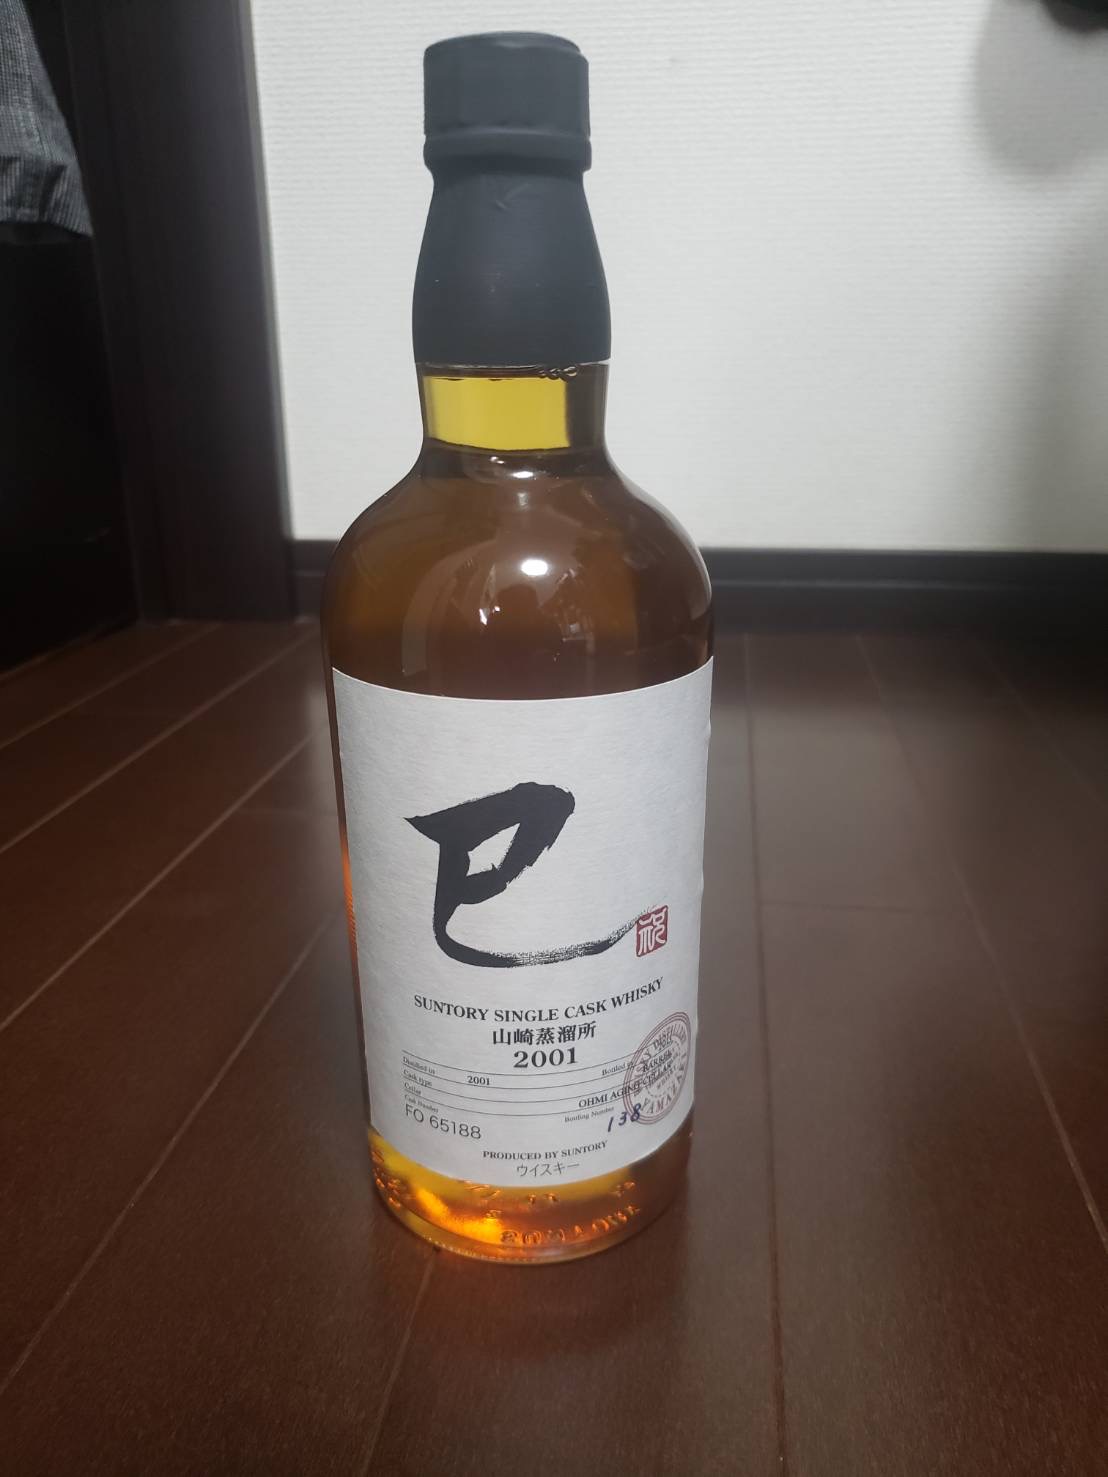 巳
祝
SUNTORY SINGLE CASK WHISKY
山崎蒸溜所
2001
Distilled in 2001 Bottled in
Cask type BARREL
Cellar OHMI AGING CELLAR
Cask Number Bottling Number
FO 65188 138
PRODUCED BY SUNTORY
ウイスキー